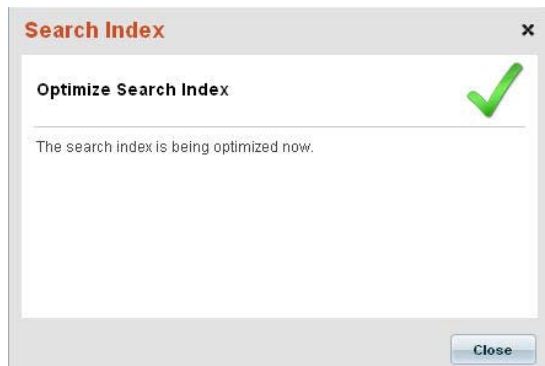 Search Index
Optimize Search Index
The search index is being optimized now.
Close